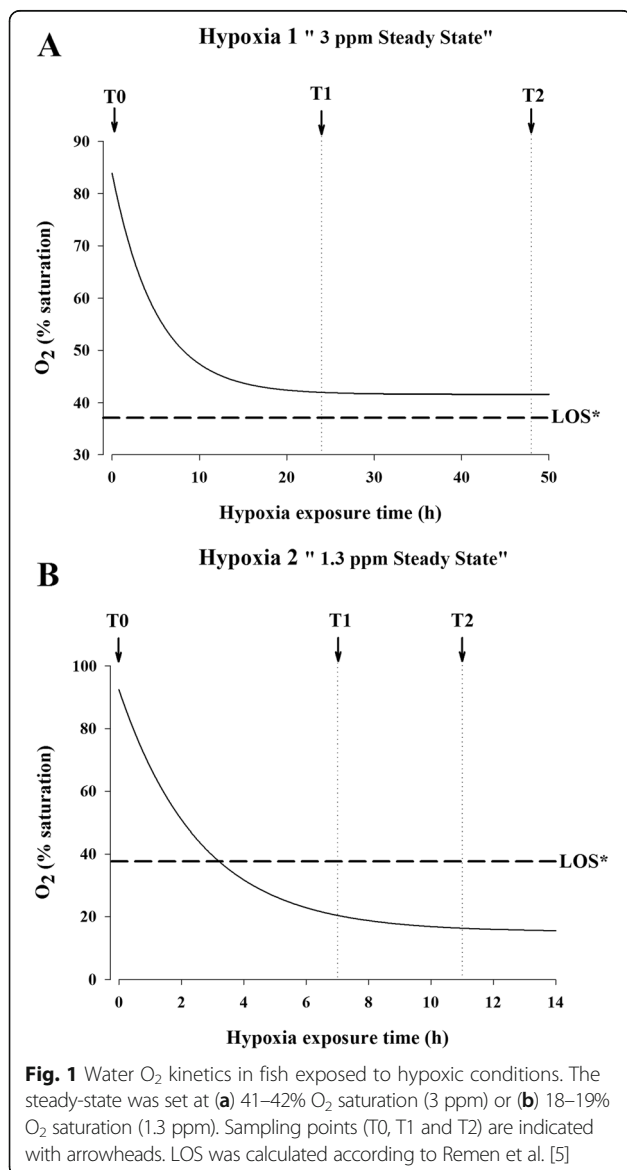 A
Hypoxia 1 " 3 ppm Steady State"
T0 T1 T2
90
80
70
60
50
40
30
O2 (% saturation)
LOS*
0 10 20 30 40 50
Hypoxia exposure time (h)
B
Hypoxia 2 " 1.3 ppm Steady State"
T0 T1 T2
100
80
60
40
20
0
O2 (% saturation)
LOS*
0 2 4 6 8 10 12 14
Hypoxia exposure time (h)
Fig. 1 Water O2 kinetics in fish exposed to hypoxic conditions. The
steady-state was set at (a) 41–42% O2 saturation (3 ppm) or (b) 18–19%
O2 saturation (1.3 ppm). Sampling points (T0, T1 and T2) are indicated
with arrowheads. LOS was calculated according to Remen et al. [5]